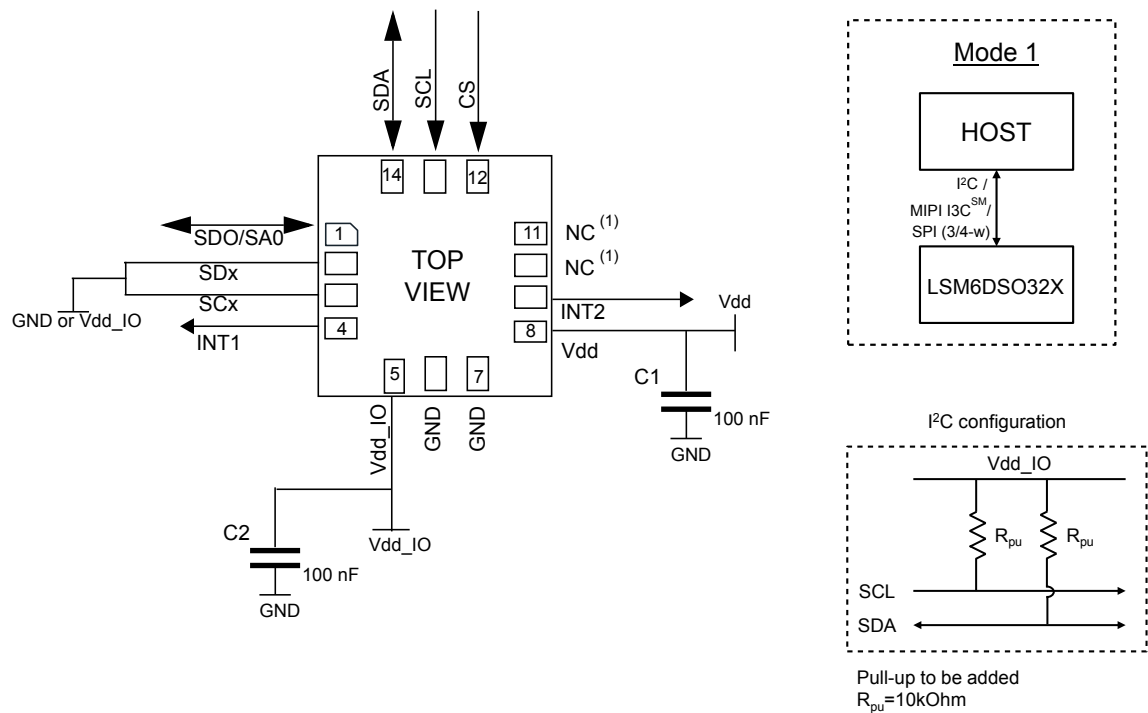 SDA
SCL
CS
14
12
1
11
NC (1)
SDO/SA0
NC (1)
TOP
VIEW
SDx
SCx
GND or Vdd_IO
INT1
4
INT2
8
Vdd
Vdd
5
7
Vdd_IO
GND
GND
C1
100 nF
GND
C2
100 nF
GND
Vdd_IO
Mode 1
HOST
I²C /
MIPI I3C^SM/
SPI (3/4-w)
LSM6DSO32X
I²C configuration
Vdd_IO
Rpu
Rpu
SCL
SDA
Pull-up to be added
Rpu=10kOhm